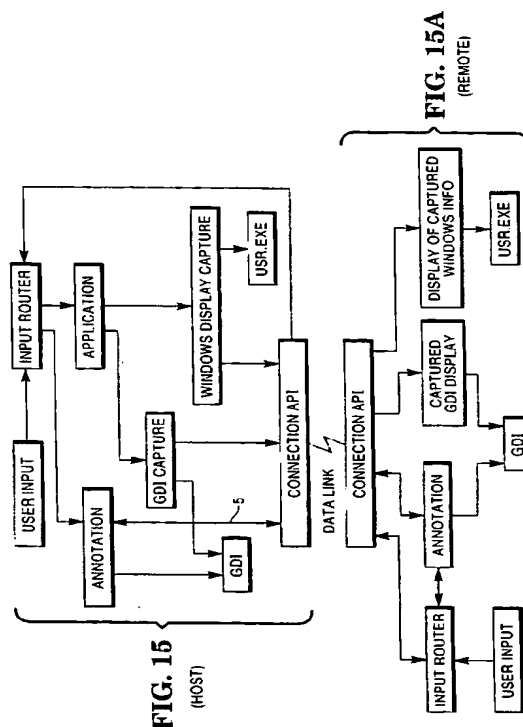 FIG. 15
(HOST)
USER INPUT
INPUT ROUTER
ANNOTATION
APPLICATION
GDI CAPTURE
WINDOWS DISPLAY CAPTURE
GDI
5
USR.EXE
CONNECTION API
DATA LINK
FIG. 15A
(REMOTE)
CONNECTION API
INPUT ROUTER
ANNOTATION
CAPTURED
GDI DISPLAY
DISPLAY OF CAPTURED
WINDOWS INFO
USER INPUT
GDI
USR.EXE